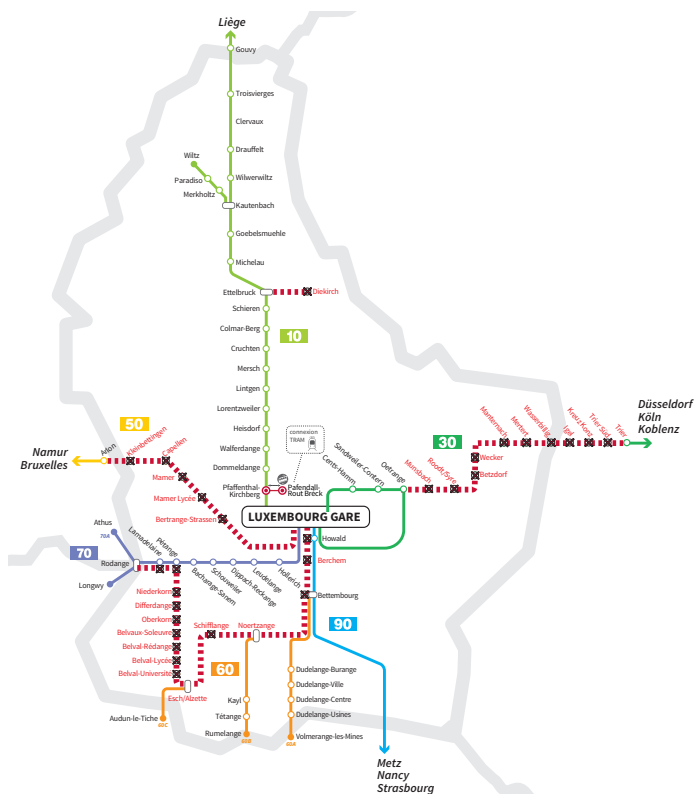 Liège
Gouvy
Troisvierges
Clervaux
Drauffelt
Wiltz
Paradiso
Wilwerwiltz
Merkholtz
Kautenbach
Goebelsmuehle
Michelau
Ettelbruck
Diekirch
Schieren
Colmar-Berg
10
Cruchten
Mersch
Lintgen
Lorentzweiler
Heisdorf
Walferdange
Dommeldange
connexion
TRAM
Pfaffenthal-
Kirchberg
Pafendall-
Rout Bréck
LUXEMBOURG GARE
50
Namur
Bruxelles
Arlon
Kleinbettingen
Capellen
Mamer
Mamer Lycée
Bertrange-Strassen
30
Düsseldorf
Köln
Koblenz
Cents-Hamm
Sandweiler-Contern
Oetrange
Munsbach
Roodt/Syre
Betzdorf
Wecker
Manternach
Mertert
Wasserbillig
Igel
Kreuz Konz
Trier Süd
Trier
Athus
70A
70
Rodange
Longwy
Lamadelaine
Pétange
Bascharage-Sanem
Schouweiler
Dippach-Reckange
Leudelange
Hollerich
Howald
Berchem
Bettembourg
Niederkorn
Differdange
Oberkorn
Belvaux-Soleuvre
Belval-Rédange
Belval-Lycée
Belval-Université
Esch/Alzette
Schifflange
Noertzange
60
90
Audun-le-Tiche
60C
Kayl
Tétange
Rumelange
60B
Dudelange-Burange
Dudelange-Ville
Dudelange-Centre
Dudelange-Usines
Volmerange-les-Mines
60A
Metz
Nancy
Strasbourg